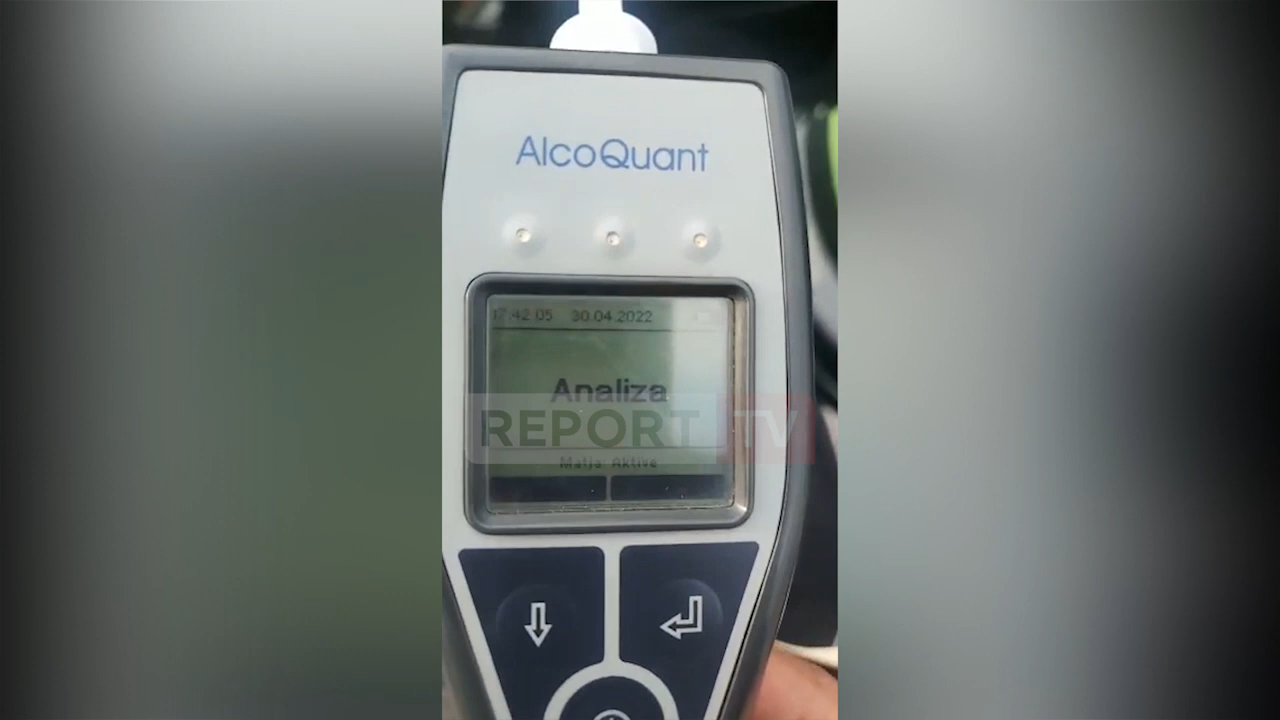 AlcoQuant
17:42:05 30.04.2022
Analiza
REPORT TV
Matja: Aktive